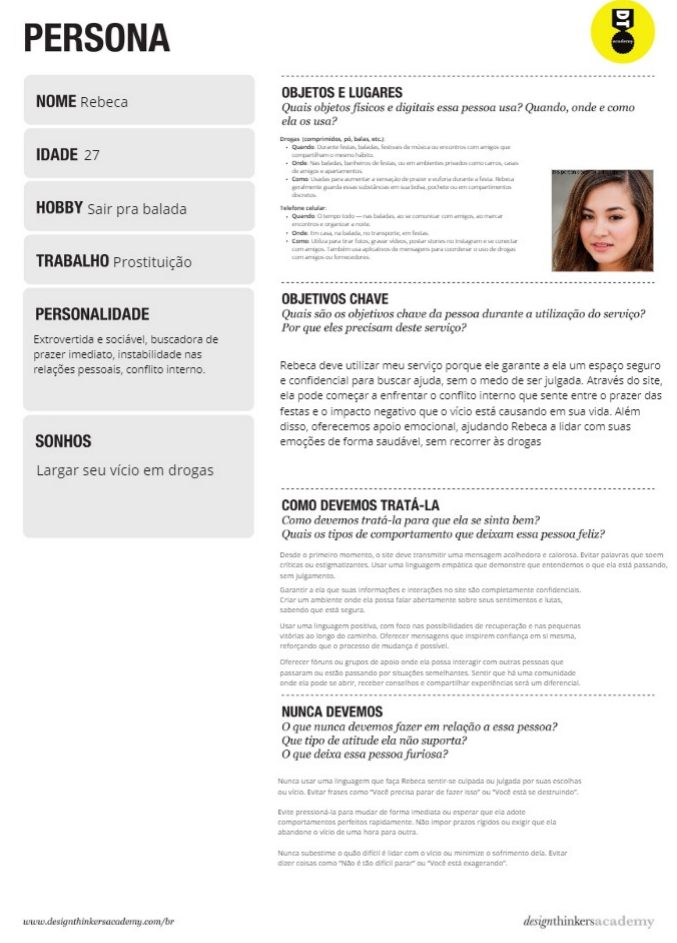 PERSONA
DT
academy
NOME Rebeca
IDADE 27
HOBBY Sair pra balada
TRABALHO Prostituição
PERSONALIDADE
Extrovertida e sociável, buscadora de
prazer imediato, instabilidade nas
relações pessoais, conflito interno.
SONHOS
Largar seu vício em drogas
OBJETOS E LUGARES
Quais objetos físicos e digitais essa pessoa usa? Quando, onde e como
ela os usa?
Drogas (comprimidos, pó, balas, etc.):
• Quando: Durante festas, baladas, festivais de música ou encontros com amigos que
compartilham o mesmo hábito.
• Onde: Nas baladas, banheiros de festas, ou em ambientes privados como carros, casas
de amigos e apartamentos.
• Como: Usadas para aumentar a sensação de prazer e euforia durante a festa. Rebeca
geralmente guarda essas substâncias em sua bolsa, pochete ou em compartimentos
discretos.
Telefone celular:
• Quando: O tempo todo — nas baladas, ao se comunicar com amigos, ao marcar
encontros e organizar a noite.
• Onde: Em casa, na balada, no transporte, em festas.
• Como: Utiliza para tirar fotos, gravar vídeos, postar stories no Instagram e se conectar
com amigos. Também usa aplicativos de mensagens para coordenar o uso de drogas
com amigos ou fornecedores.
OBJETIVOS CHAVE
Quais são os objetivos chave da pessoa durante a utilização do serviço?
Por que eles precisam deste serviço?
Rebeca deve utilizar meu serviço porque ele garante a ela um espaço seguro
e confidencial para buscar ajuda, sem o medo de ser julgada. Através do site,
ela pode começar a enfrentar o conflito interno que sente entre o prazer das
festas e o impacto negativo que o vício está causando em sua vida. Além
disso, oferecemos apoio emocional, ajudando Rebeca a lidar com suas
emoções de forma saudável, sem recorrer às drogas
COMO DEVEMOS TRATÁ-LA
Como devemos tratá-la para que ela se sinta bem?
Quais os tipos de comportamento que deixam essa pessoa feliz?
Desde o primeiro momento, o site deve transmitir uma mensagem acolhedora e calorosa. Evitar palavras que soem
críticas ou estigmatizantes. Usar uma linguagem empática que demonstre que entendemos o que ela está passando,
sem julgamento.
Garantir a ela que suas informações e interações no site são completamente confidenciais.
Criar um ambiente onde ela possa falar abertamente sobre seus sentimentos e lutas,
sabendo que está segura.
Usar uma linguagem positiva, com foco nas possibilidades de recuperação e nas pequenas
vitórias ao longo do caminho. Oferecer mensagens que inspirem confiança em si mesma,
reforçando que o processo de mudança é possível.
Oferecer fóruns ou grupos de apoio onde ela possa interagir com outras pessoas que
passaram ou estão passando por situações semelhantes. Sentir que há uma comunidade
onde ela pode se abrir, receber conselhos e compartilhar experiências será um diferencial.
NUNCA DEVEMOS
O que nunca devemos fazer em relação a essa pessoa?
Que tipo de atitude ela não suporta?
O que deixa essa pessoa furiosa?
Nunca usar uma linguagem que faça Rebeca sentir-se culpada ou julgada por suas escolhas
ou vício. Evitar frases como “Você precisa parar de fazer isso” ou “Você está se destruindo”.
Evite pressioná-la para mudar de forma imediata ou esperar que ela adote
comportamentos perfeitos rapidamente. Não impor prazos rígidos ou exigir que ela
abandone o vício de uma hora para outra.
Nunca subestime o quão difícil é lidar com o vício ou minimize o sofrimento dela. Evitar
dizer coisas como “Não é tão difícil parar” ou “Você está exagerando”.
www.designthinkersacademy.com/br
designthinkersacademy